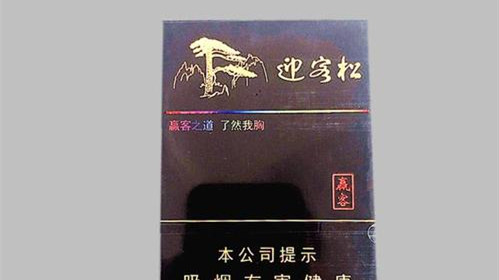 迎客松
赢客之道 了然我胸
赢客
本公司提示
吸烟有害健康